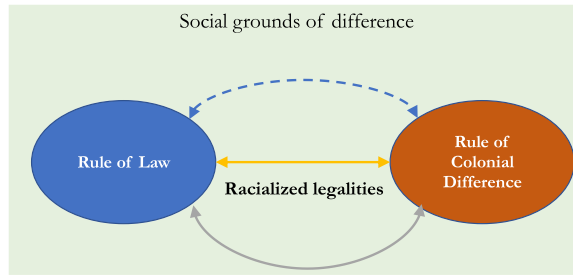 Social grounds of difference
Rule of Law
Rule of
Colonial
Difference
Racialized legalities